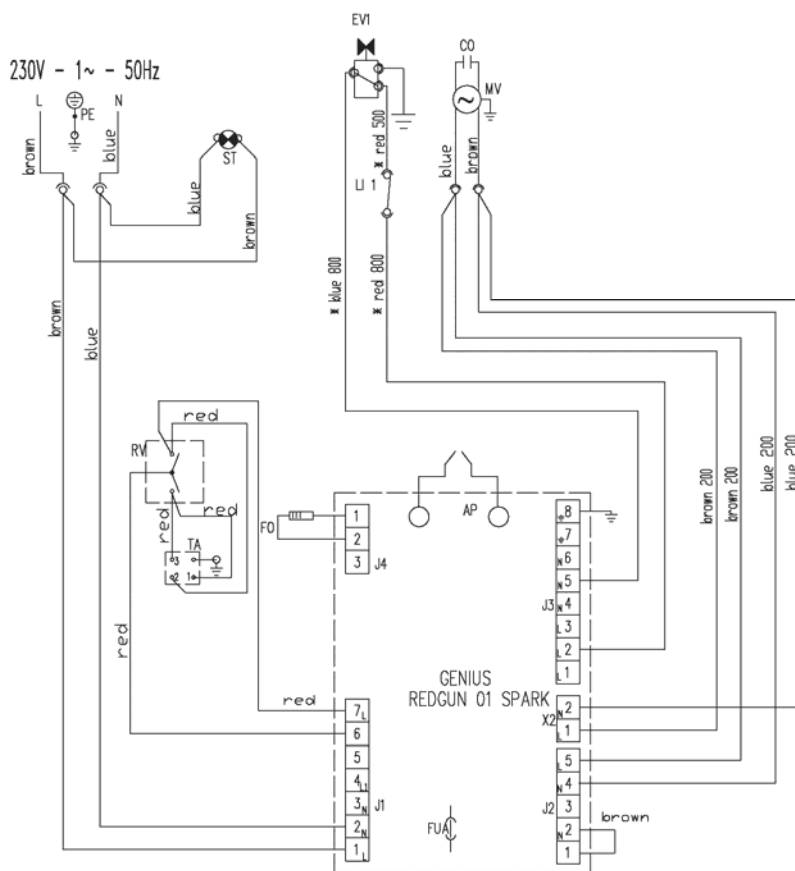 EV1
CO
230V - 1~ - 50Hz
L
N
PE
MV
brown
blue
ST
blue
brown
* red 500
LI 1
blue
brown
* blue 800
* red 800
brown
blue
brown 200
brown 200
blue 200
blue 200
red
RV
red
red
TA
3
2 1
red
red
FO
1
2
3
J4
AP
8
7
N 6
N 5
J3 N 4
L 3
L 2
L 1
GENIUS
REDGUN 01 SPARK
X2
N 2
L 1
7 L
6
5
4 L1
3 N
J1
2 N
1 L
FUA
L 5
N 4
J2 3
N 2
1
brown